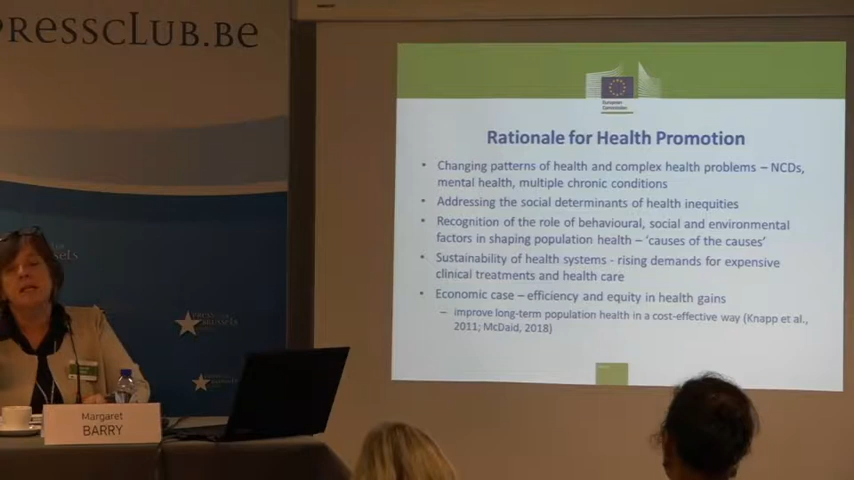 PRESSCLUB.BE
European
Commission
Rationale for Health Promotion
• Changing patterns of health and complex health problems – NCDs,
mental health, multiple chronic conditions
• Addressing the social determinants of health inequities
• Recognition of the role of behavioural, social and environmental
factors in shaping population health – ‘causes of the causes’
• Sustainability of health systems - rising demands for expensive
clinical treatments and health care
• Economic case – efficiency and equity in health gains
– improve long-term population health in a cost-effective way (Knapp et al.,
2011; McDaid, 2018)
Margaret
BARRY